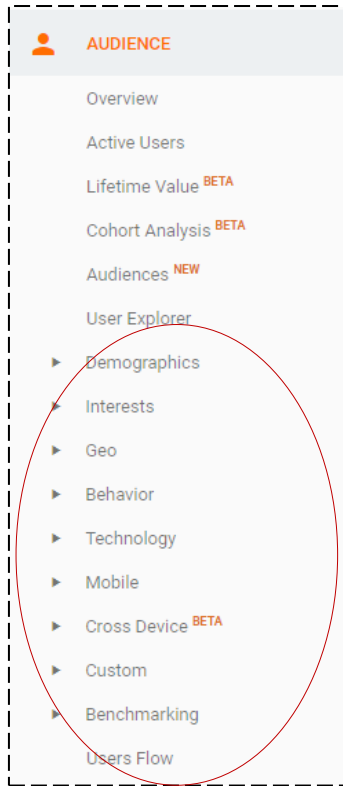 AUDIENCE
Overview
Active Users
Lifetime Value BETA
Cohort Analysis BETA
Audiences NEW
User Explorer
Demographics
Interests
Geo
Behavior
Technology
Mobile
Cross Device BETA
Custom
Benchmarking
Users Flow